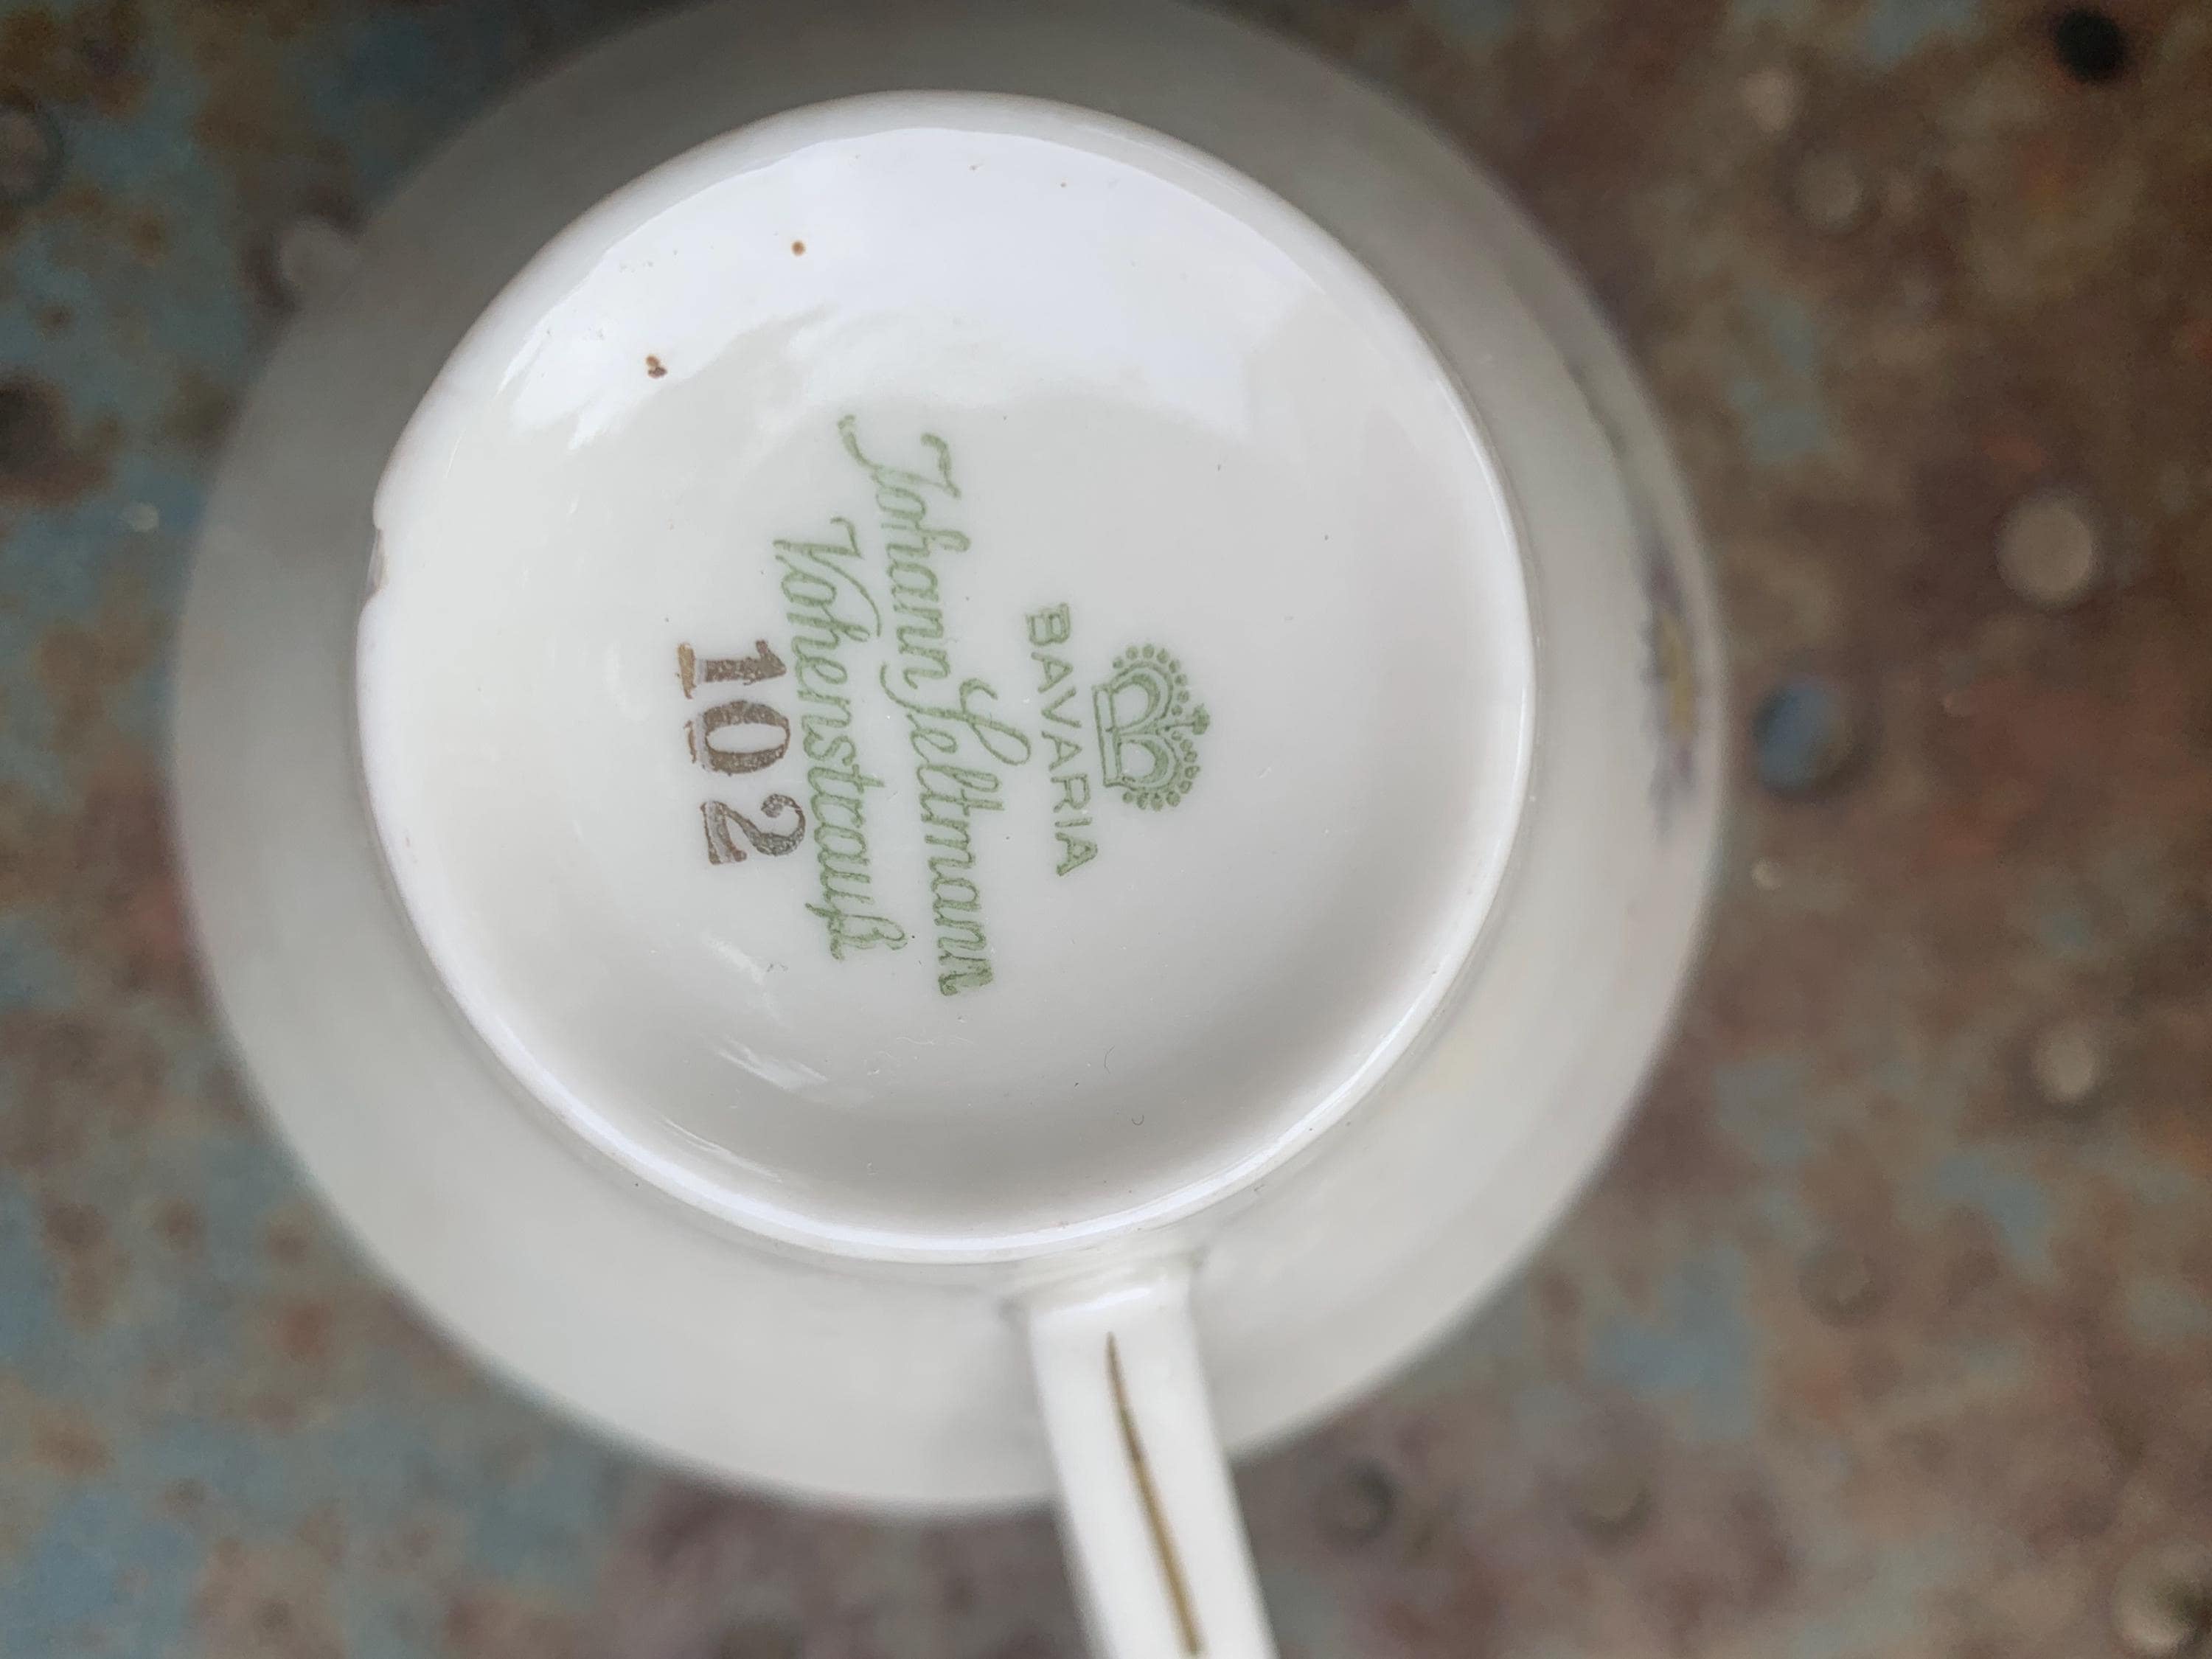 BAVARIA
Johann Seltmann
Vohenstrauß
102